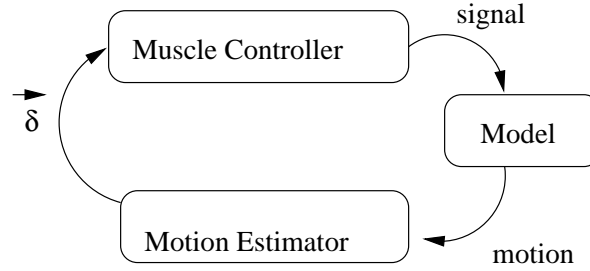 signal
Muscle Controller
δ
Model
Motion Estimator
motion